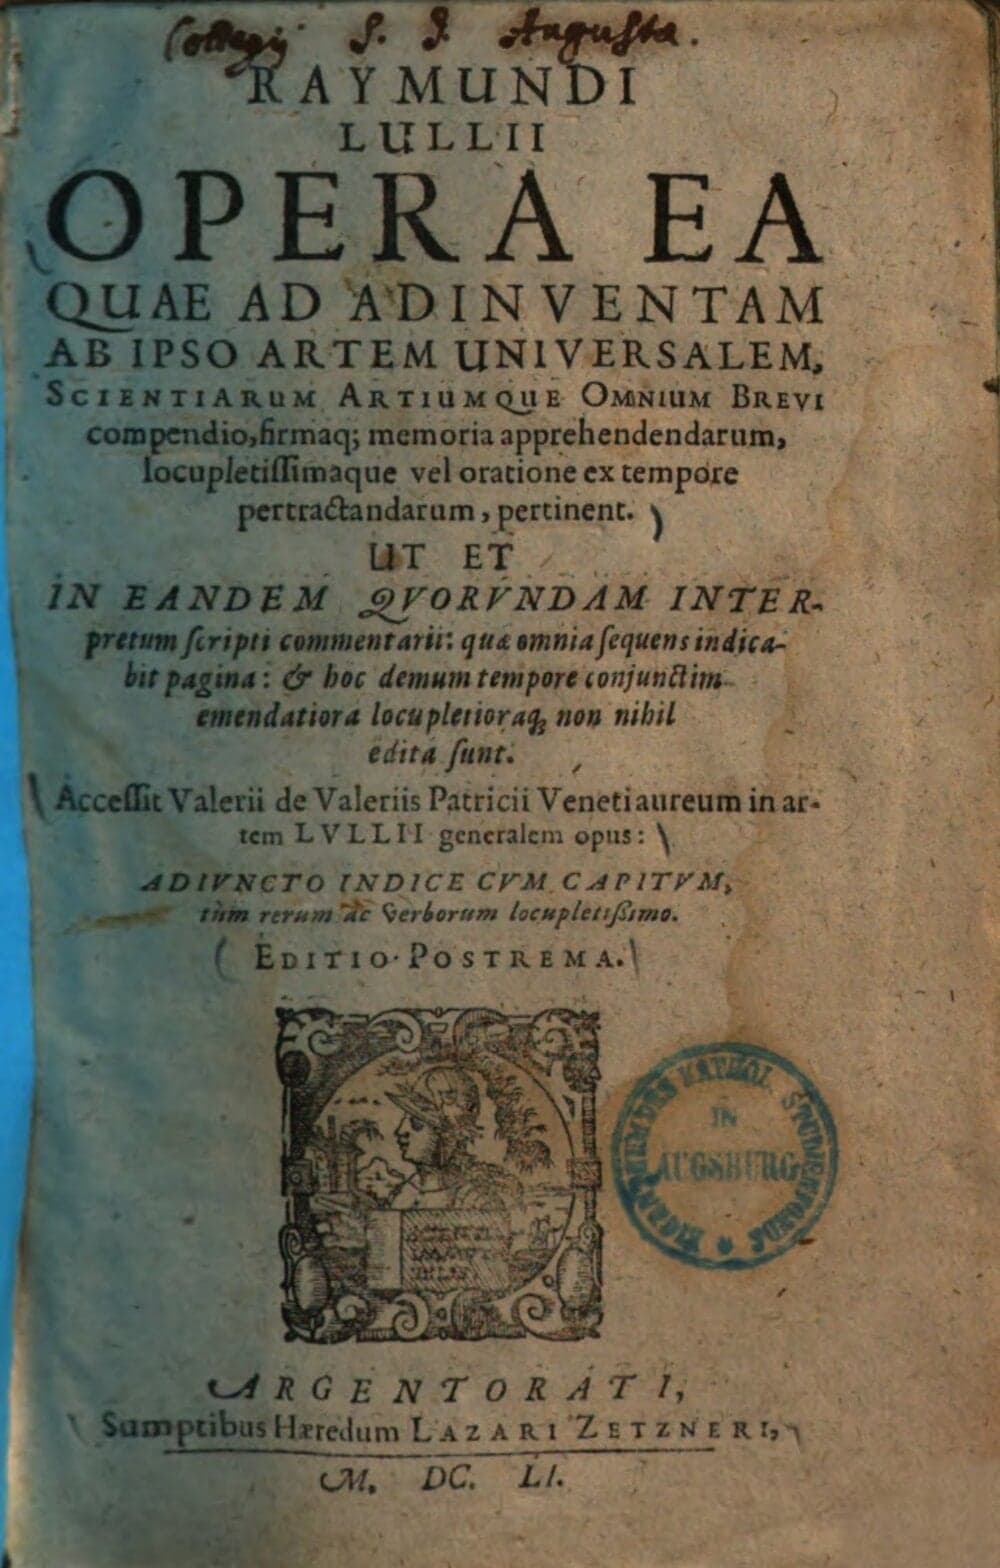 Collegij S. J. Augustæ.
RAYMUNDI
LULLII
OPERA EA
QUAE AD ADINVENTAM
AB IPSO ARTEM UNIVERSALEM,
SCIENTIARUM ARTIUMQUE OMNIUM BREVI
compendio, firmaq; memoria apprehendendarum,
locupletissimaque vel oratione ex tempore
pertractandarum, pertinent.
UT ET
IN EANDEM QVORVNDAM INTER-
pretum scripti commentarii: quæ omnia sequens indica-
bit pagina: & hoc demum tempore conjunctim
emendatiora locupletioraq; non nihil
edita sunt.
Accessit Valerii de Valeriis Patricii Veneti aureum in ar-
tem LVLLII generalem opus:
ADIVNCTO INDICE CVM CAPITVM,
tùm rerum ac verborum locupletißimo.
EDITIO POSTREMA.
IN
AUGSBURG
ARGENTORATI,
Sumptibus Hæredum LAZARI ZETZNERI,
M. DC. LI.